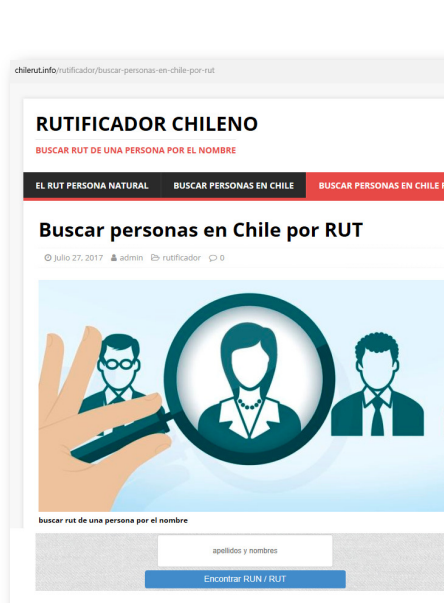 chilerut.info/rutificador/buscar-personas-en-chile-por-rut
RUTIFICADOR CHILENO
BUSCAR RUT DE UNA PERSONA POR EL NOMBRE
EL RUT PERSONA NATURAL BUSCAR PERSONAS EN CHILE BUSCAR PERSONAS EN CHILE
Buscar personas en Chile por RUT
Julio 27, 2017 admin rutificador 0
buscar rut de una persona por el nombre
apellidos y nombres
Encontrar RUN / RUT